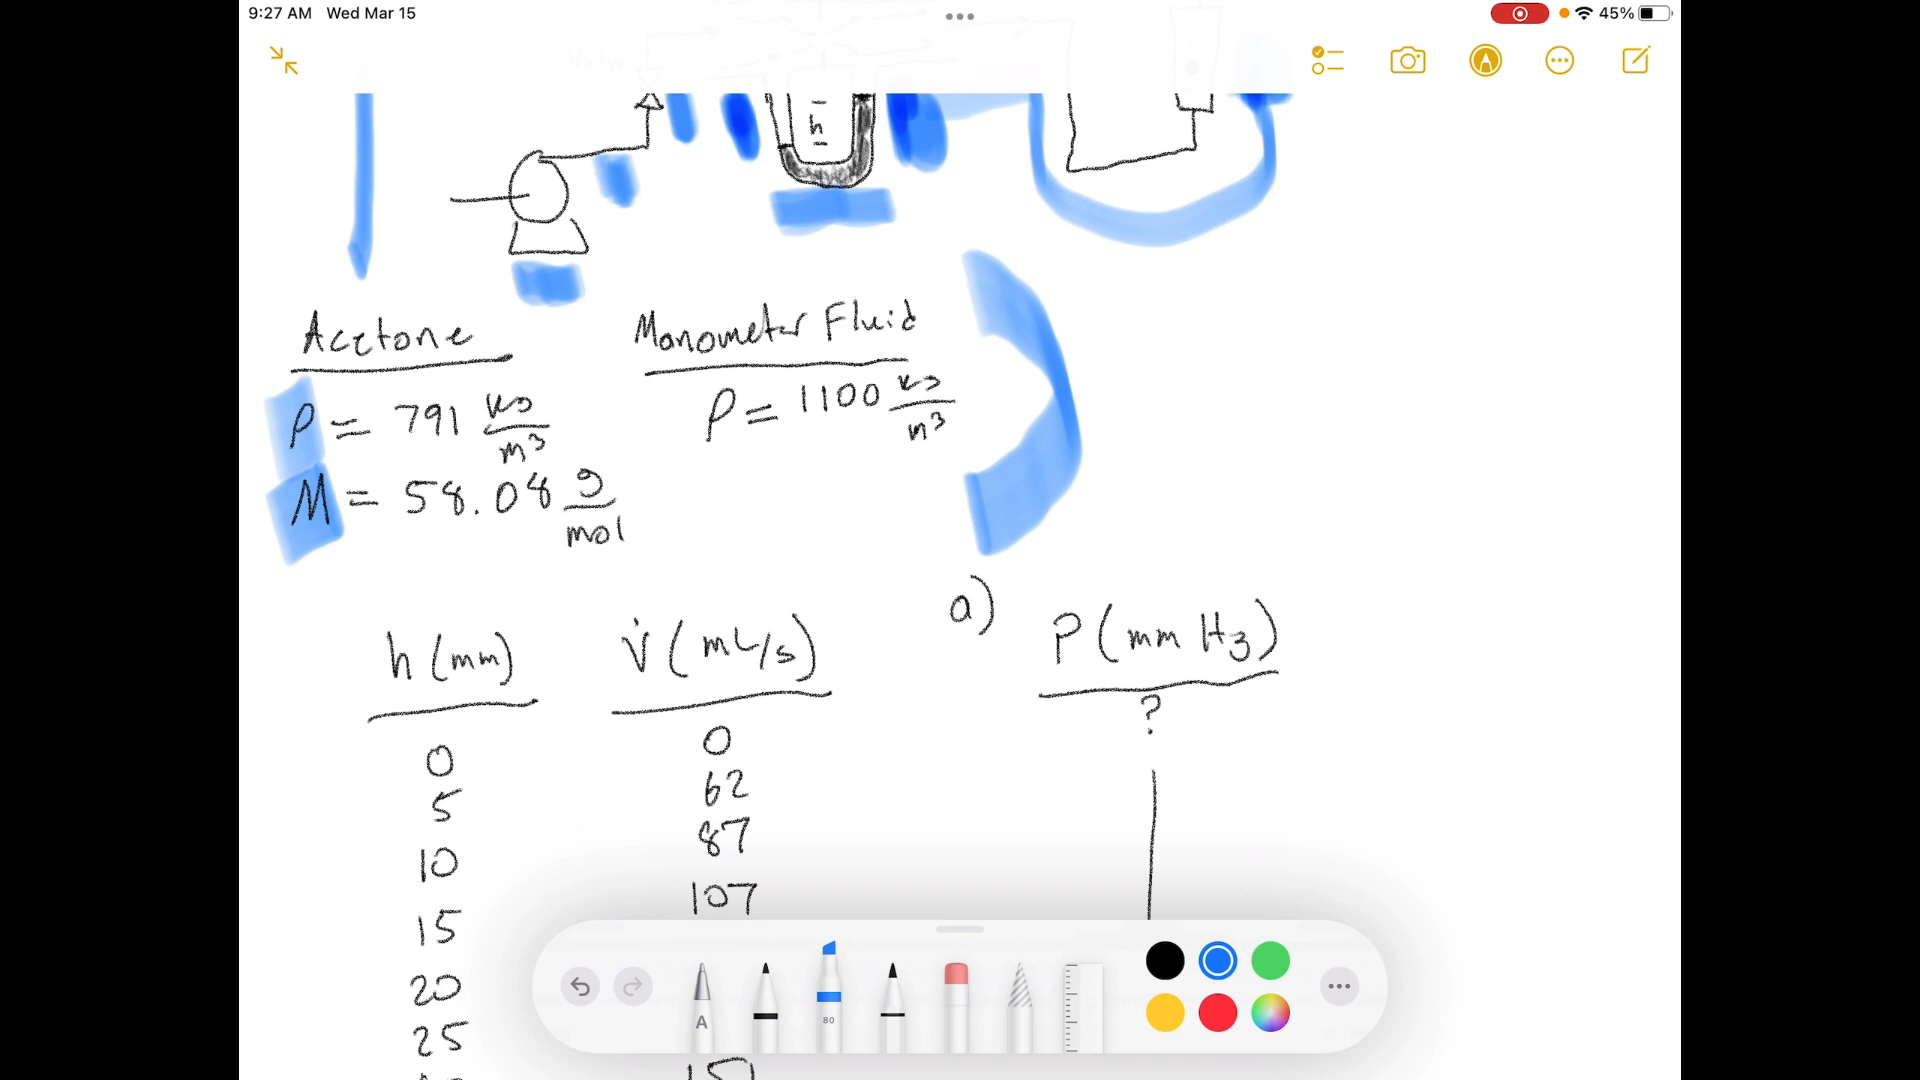 9:27 AM Wed Mar 15
45%
h
Acetone
Manometer Fluid
ρ = 791 kg/m³
ρ = 1100 kg/m³
M = 58.08 g/mol
a)
h (mm)
V̇ (mL/s)
P (mm Hg)
?
0
0
5
62
10
87
15
107
20
25
151
A
80